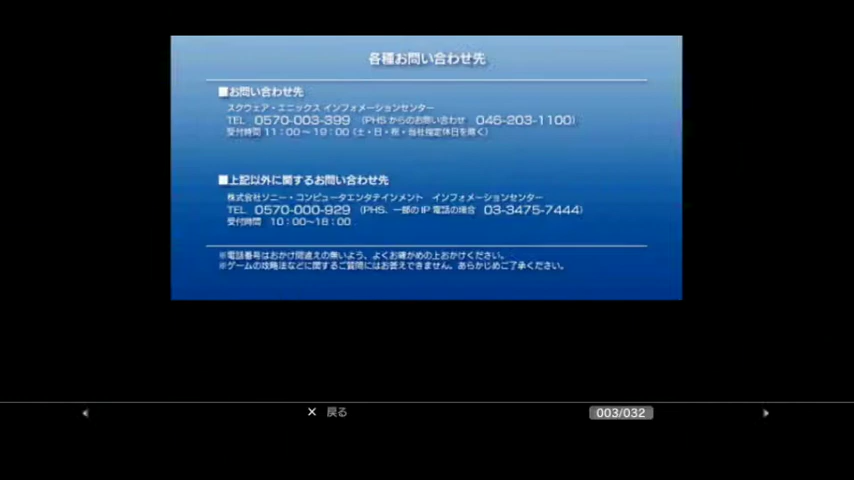 各種お問い合わせ先
■お問い合わせ先
スクウェア・エニックス インフォメーションセンター
TEL 0570-003-399 (PHSからのお問い合わせ 046-203-1100)
受付時間 11:00～19:00(土・日・祝・当社指定休日を除く)
■上記以外に関するお問い合わせ先
株式会社ソニー・コンピュータエンタテインメント インフォメーションセンター
TEL 0570-000-929 (PHS、一部のIP電話の場合 03-3475-7444)
受付時間 10:00～18:00
※電話番号はおかけ間違えの無いよう、よくお確かめの上おかけください。
※ゲームの攻略法などに関するご質問にはお答えできません。あらかじめご了承ください。
✕ 戻る
003/032